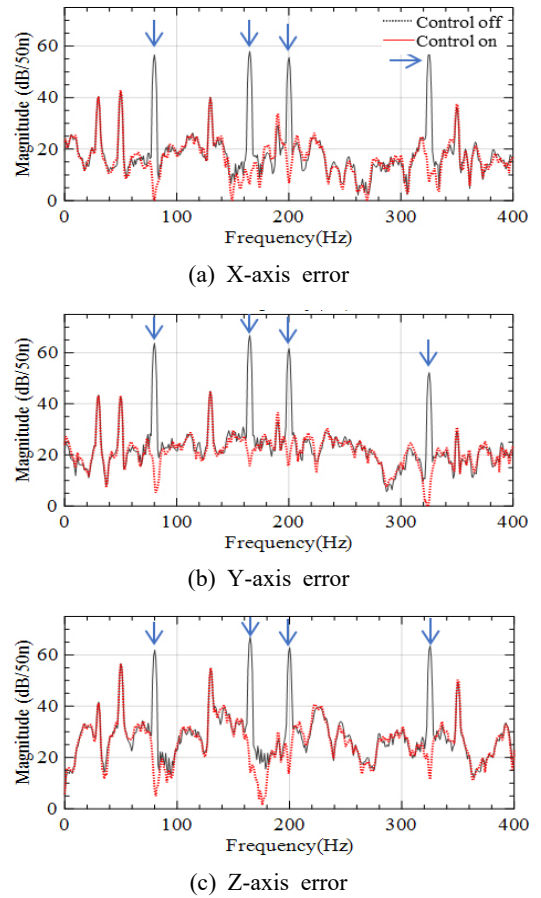 Control off
Control on
Magnitude (dB/50n)
60
40
20
0
0 100 200 300 400
Frequency(Hz)
(a) X-axis error
Magnitude (dB/50n)
60
40
20
0
0 100 200 300 400
Frequency(Hz)
(b) Y-axis error
Magnitude (dB/50n)
60
40
20
0
0 100 200 300 400
Frequency(Hz)
(c) Z-axis error